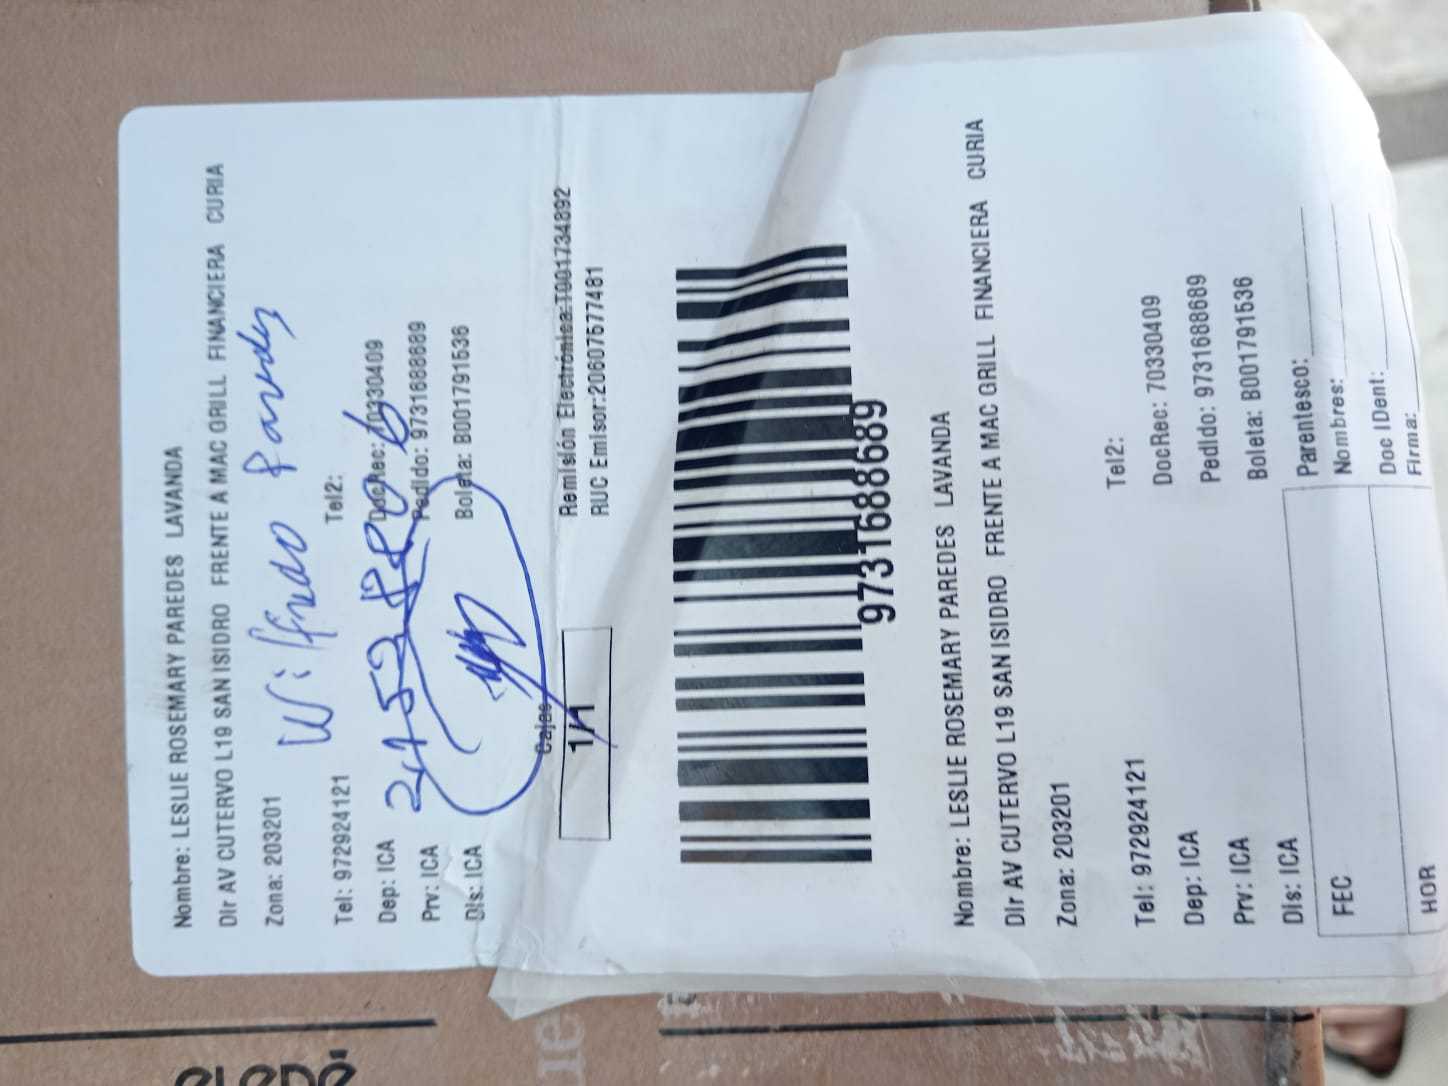 Nombre: LESLIE ROSEMARY PAREDES LAVANDA
Dir AV CUTERVO L19 SAN ISIDRO FRENTE A MAC GRILL FINANCIERA CURIA
Zona: 203201
Wilfredo Paredes
Tel: 972924121 Tel2:
Dep: ICA DocRec: 70330409
Prv: ICA Pedido: 9731688689
Dis: ICA Boleta: B001791536
Cajas
1/1
Remisión Electrónica:T001734892
RUC Emisor:20607577481
9731688689
Nombre: LESLIE ROSEMARY PAREDES LAVANDA
Dir AV CUTERVO L19 SAN ISIDRO FRENTE A MAC GRILL FINANCIERA CURIA
Zona: 203201
Tel: 972924121 Tel2:
Dep: ICA DocRec: 70330409
Prv: ICA Pedido: 9731688689
Dis: ICA Boleta: B001791536
FEC
HOR
Parentesco:
Nombres:
Doc IDent:
Firma: